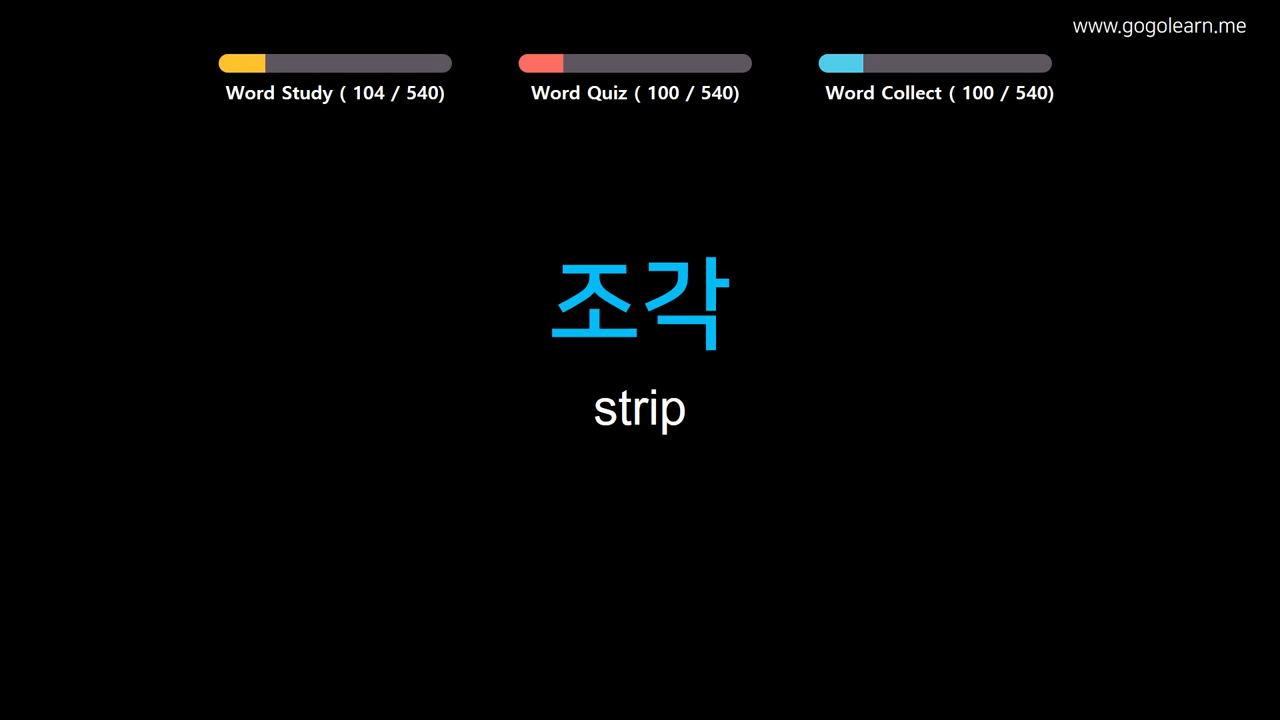 www.gogolearn.me
Word Study ( 104 / 540)
Word Quiz ( 100 / 540)
Word Collect ( 100 / 540)
조각
strip